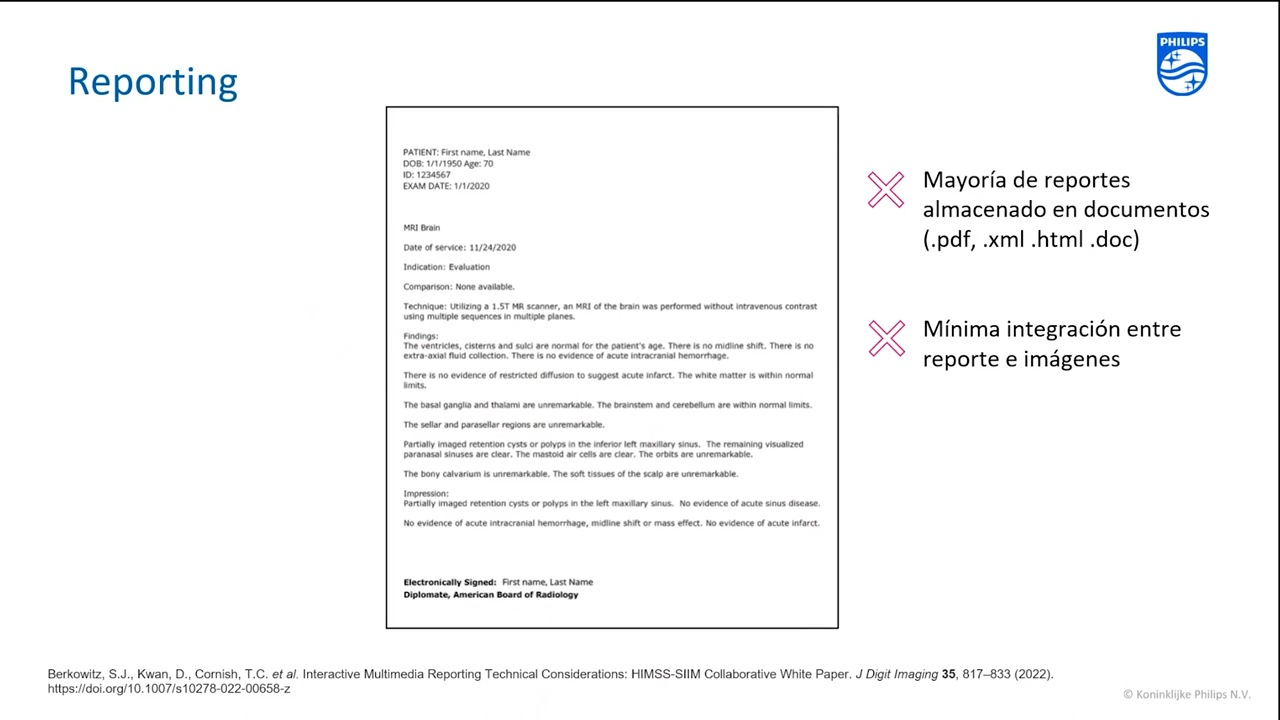 PHILIPS
Reporting
PATIENT: First name, Last Name
DOB: 1/1/1950 Age: 70
ID: 1234567
EXAM DATE: 1/1/2020
MRI Brain
Date of service: 11/24/2020
Indication: Evaluation
Comparison: None available.
Technique: Utilizing a 1.5T MR scanner, an MRI of the brain was performed without intravenous contrast
using multiple sequences in multiple planes.
Findings:
The ventricles, cisterns and sulci are normal for the patient's age. There is no midline shift. There is no
extra-axial fluid collection. There is no evidence of acute intracranial hemorrhage.
There is no evidence of restricted diffusion to suggest acute infarct. The white matter is within normal
limits.
The basal ganglia and thalami are unremarkable. The brainstem and cerebellum are within normal limits.
The sellar and parasellar regions are unremarkable.
Partially imaged retention cysts or polyps in the inferior left maxillary sinus. The remaining visualized
paranasal sinuses are clear. The mastoid air cells are clear. The orbits are unremarkable.
The bony calvarium is unremarkable. The soft tissues of the scalp are unremarkable.
Impression:
Partially imaged retention cysts or polyps in the left maxillary sinus. No evidence of acute sinus disease.
No evidence of acute intracranial hemorrhage, midline shift or mass effect. No evidence of acute infarct.
Electronically Signed: First name, Last Name
Diplomate, American Board of Radiology
Mayoría de reportes
almacenado en documentos
(.pdf, .xml .html .doc)
Mínima integración entre
reporte e imágenes
Berkowitz, S.J., Kwan, D., Cornish, T.C. et al. Interactive Multimedia Reporting Technical Considerations: HIMSS-SIIM Collaborative White Paper. J Digit Imaging 35, 817–833 (2022).
https://doi.org/10.1007/s10278-022-00658-z
© Koninklijke Philips N.V.